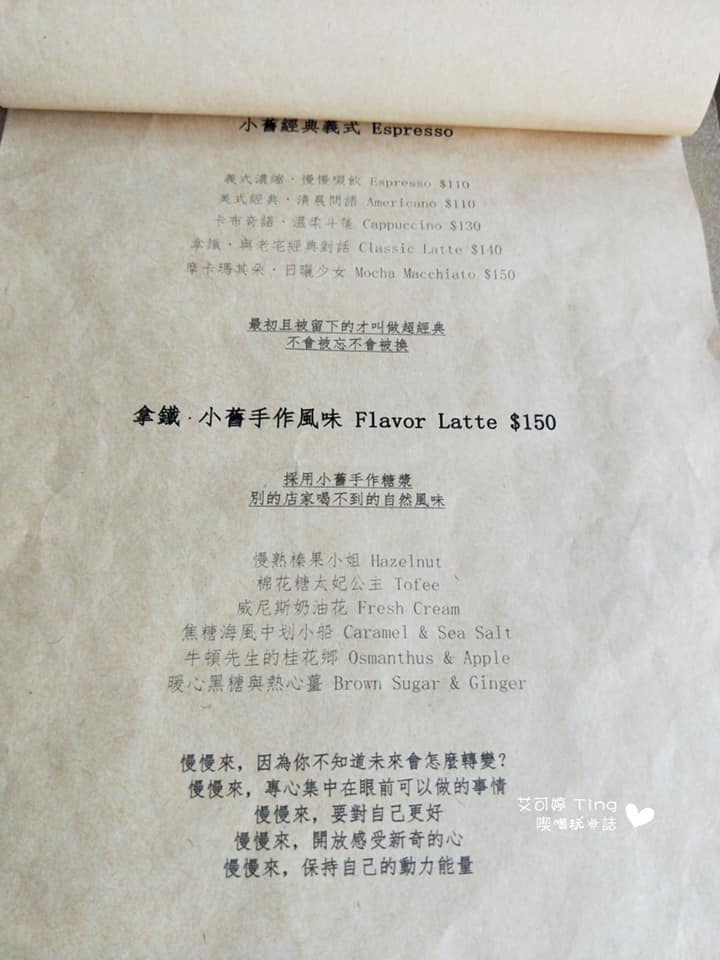 小舊經典義式 Espresso
義式濃縮·慢慢啜飲 Espresso $110
美式經典·清晨問語 Americano $110
卡布奇諾·溫柔斗篷 Cappuccino $130
拿鐵·與老宅經典對話 Classic Latte $140
摩卡瑪其朵·日曬少女 Mocha Macchiato $150
最初且被留下的才叫做超經典
不會被忘不會被換
拿鐵·小舊手作風味 Flavor Latte $150
採用小舊手作糖漿
別的店家喝不到的自然風味
慢熟榛果小姐 Hazelnut
棉花糖太妃公主 Tofee
威尼斯奶油花 Fresh Cream
焦糖海風中划小船 Caramel & Sea Salt
牛頓先生的桂花鄉 Osmanthus & Apple
暖心黑糖與熱心薑 Brown Sugar & Ginger
慢慢來，因為你不知道未來會怎麼轉變？
慢慢來，專心集中在眼前可以做的事情
慢慢來，要對自己更好
慢慢來，開放感受新奇的心
慢慢來，保持自己的動力能量
艾可婷 Ting
喫喝玩樂誌